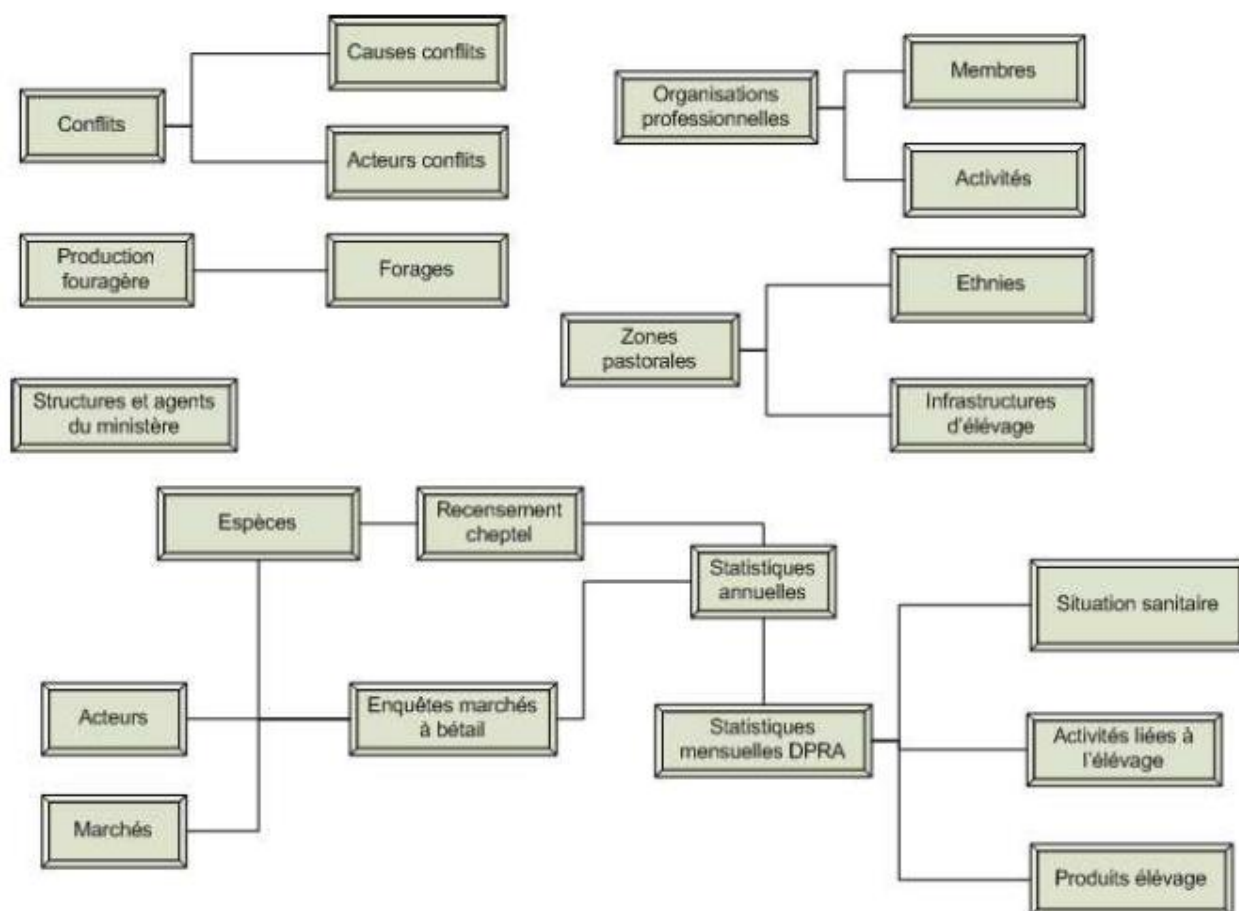 Causes conflits
Conflits
Acteurs conflits
Production
fouragère
Forages
Structures et agents
du ministère
Organisations
professionnelles
Membres
Activités
Zones
pastorales
Ethnies
Infrastructures
d'élévage
Espèces
Recensement
cheptel
Statistiques
annuelles
Acteurs
Enquêtes marchés
à bétail
Marchés
Statistiques
mensuelles DPRA
Situation sanitaire
Activités liées à
l'élévage
Produits élévage